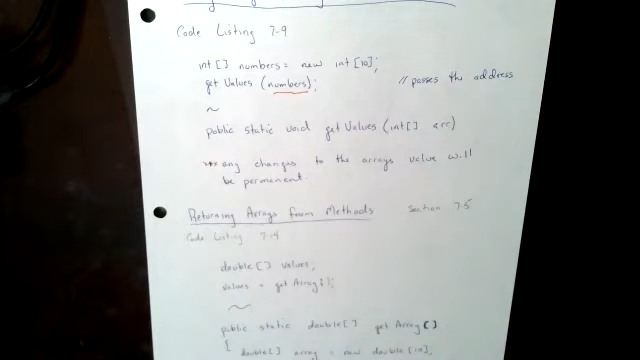 Code Listing 7-9
int[] numbers = new int[10];
getValues (numbers); // passes the address
~
public static void getValues (int[] arr)
** any changes to the arrays value will
be permanent.
Returning Arrays from Methods Section 7.5
Code Listing 7-14
double[] values;
values = getArray();
~
public static double[] getArray()
{ double[] array = new double[10];